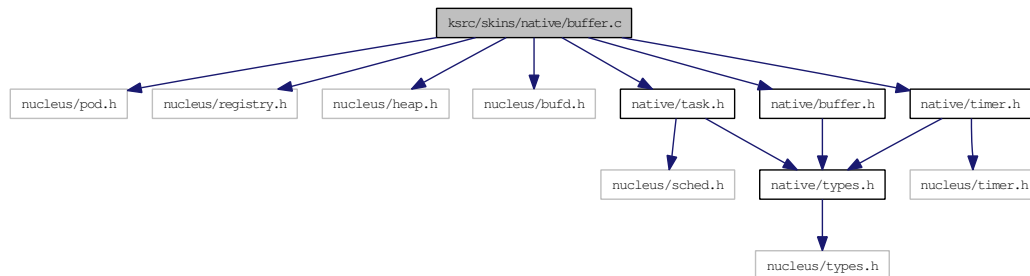 ksrc/skins/native/buffer.c
nucleus/pod.h
nucleus/registry.h
nucleus/heap.h
nucleus/bufd.h
native/task.h
native/buffer.h
native/timer.h
nucleus/sched.h
native/types.h
nucleus/timer.h
nucleus/types.h